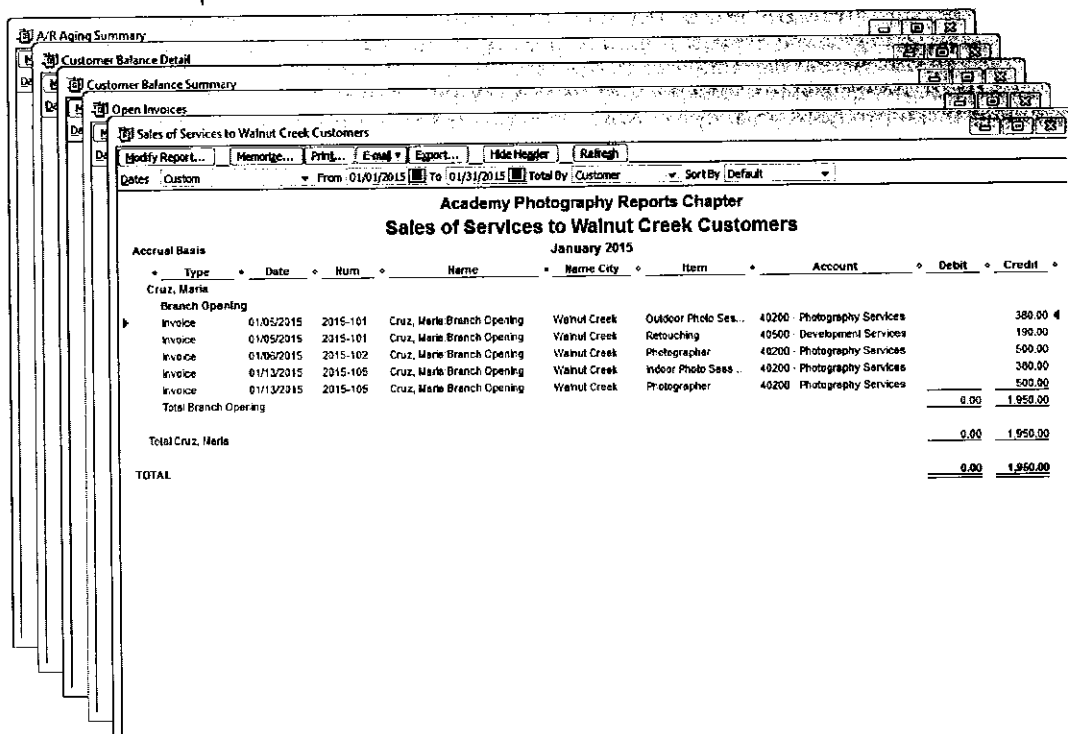 A/R Aging Summary
Customer Balance Detail
Customer Balance Summary
Open Invoices
Sales of Services to Walnut Creek Customers
Modify Report... Memorize... Print... E-mail Export... Hide Header Refresh
Dates Custom From 01/01/2015 To 01/31/2015 Total By Customer Sort By Default
Academy Photography Reports Chapter
Sales of Services to Walnut Creek Customers
Accrual Basis January 2015
Type Date Num Name Name City Item Account Debit Credit
Cruz, Maria
Branch Opening
Invoice 01/05/2015 2015-101 Cruz, Maria:Branch Opening Walnut Creek Outdoor Photo Ses... 40200 · Photography Services 380.00
Invoice 01/05/2015 2015-101 Cruz, Maria:Branch Opening Walnut Creek Retouching 40500 · Development Services 190.00
Invoice 01/06/2015 2015-102 Cruz, Maria:Branch Opening Walnut Creek Photographer 40200 · Photography Services 500.00
Invoice 01/13/2015 2015-105 Cruz, Maria:Branch Opening Walnut Creek Indoor Photo Sess... 40200 · Photography Services 380.00
Invoice 01/13/2015 2015-105 Cruz, Maria:Branch Opening Walnut Creek Photographer 40200 · Photography Services 500.00
Total Branch Opening 0.00 1,950.00
Total Cruz, Maria 0.00 1,950.00
TOTAL 0.00 1,950.00